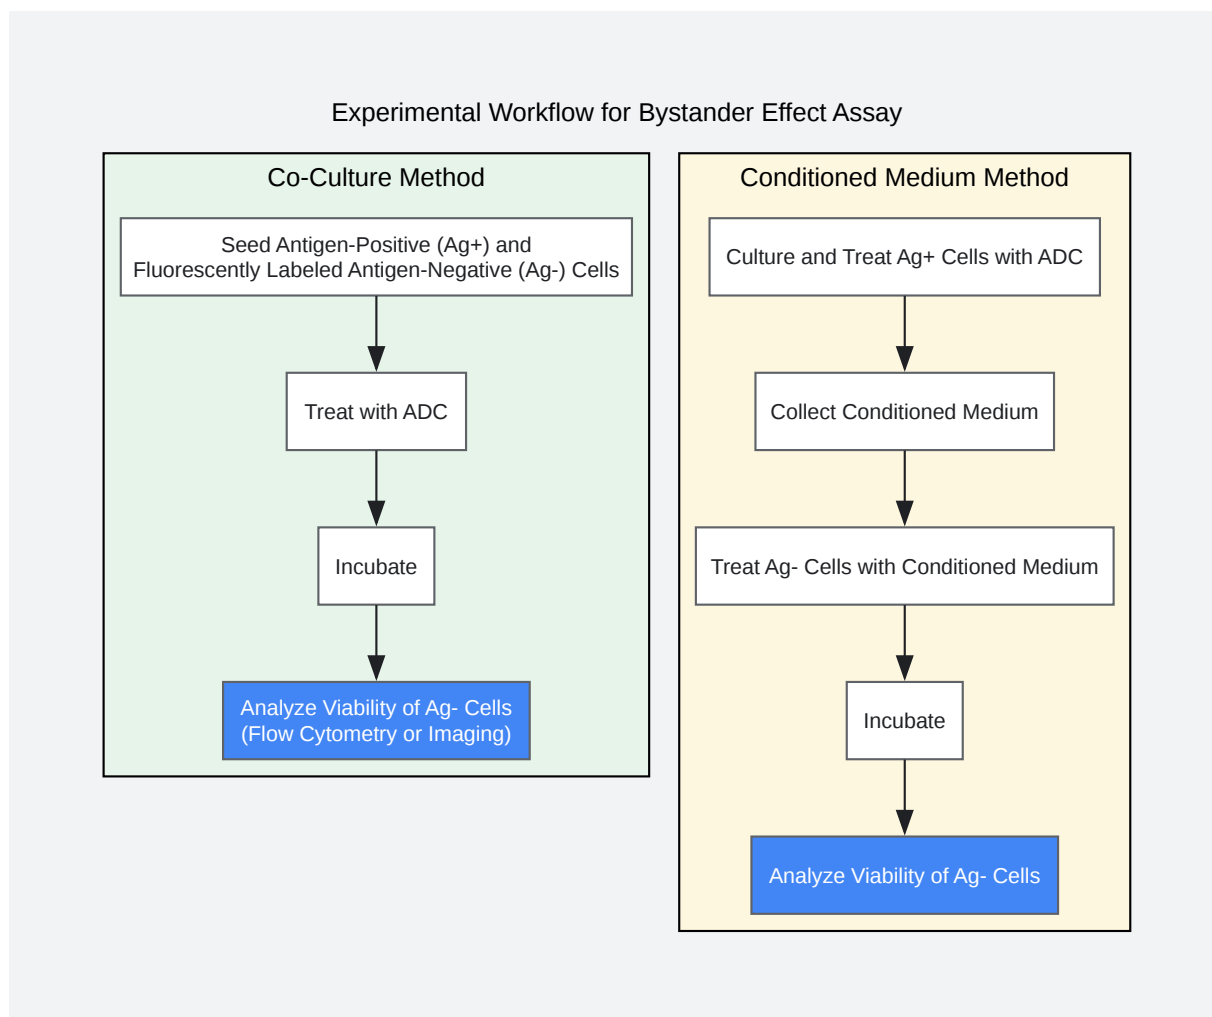 Experimental Workflow for Bystander Effect Assay
Co-Culture Method
Seed Antigen-Positive (Ag+) and
Fluorescently Labeled Antigen-Negative (Ag-) Cells
Treat with ADC
Incubate
Analyze Viability of Ag- Cells
(Flow Cytometry or Imaging)
Conditioned Medium Method
Culture and Treat Ag+ Cells with ADC
Collect Conditioned Medium
Treat Ag- Cells with Conditioned Medium
Incubate
Analyze Viability of Ag- Cells